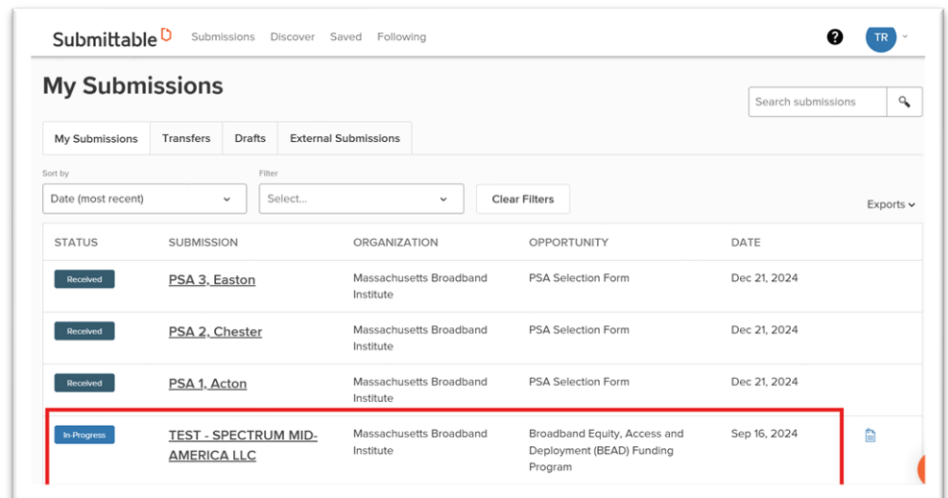 Submittable Submissions Discover Saved Following ? TR
My Submissions
Search submissions
My Submissions Transfers Drafts External Submissions
Sort by Filter
Date (most recent) Select... Clear Filters Exports
STATUS SUBMISSION ORGANIZATION OPPORTUNITY DATE
Received PSA 3, Easton Massachusetts Broadband PSA Selection Form Dec 21, 2024
Institute
Received PSA 2, Chester Massachusetts Broadband PSA Selection Form Dec 21, 2024
Institute
Received PSA 1, Acton Massachusetts Broadband PSA Selection Form Dec 21, 2024
Institute
In-Progress TEST - SPECTRUM MID- Massachusetts Broadband Broadband Equity, Access and Sep 16, 2024
AMERICA LLC Institute Deployment (BEAD) Funding
Program